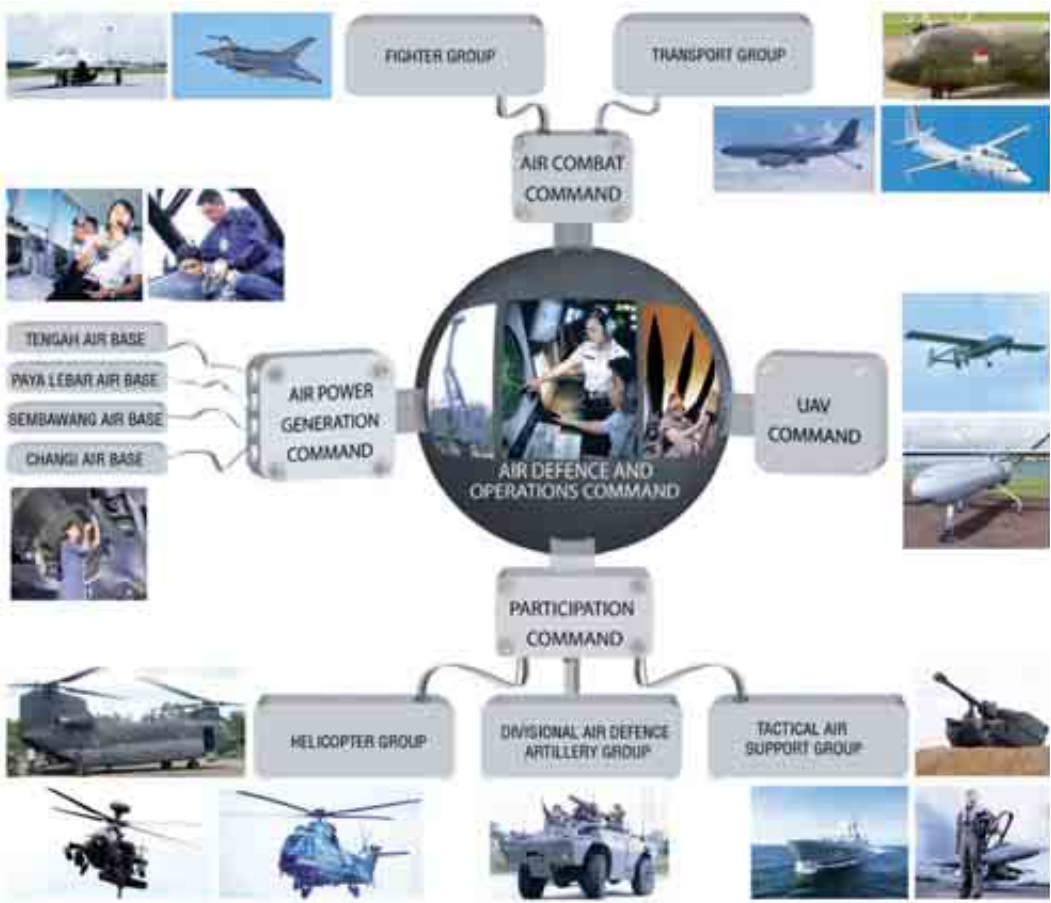 FIGHTER GROUP
TRANSPORT GROUP
AIR COMBAT
COMMAND
TENGAH AIR BASE
PAYA LEBAR AIR BASE
SEMBAWANG AIR BASE
CHANGI AIR BASE
AIR POWER
GENERATION
COMMAND
AIR DEFENCE AND
OPERATIONS COMMAND
UAV
COMMAND
PARTICIPATION
COMMAND
HELICOPTER GROUP
DIVISIONAL AIR DEFENCE
ARTILLERY GROUP
TACTICAL AIR
SUPPORT GROUP